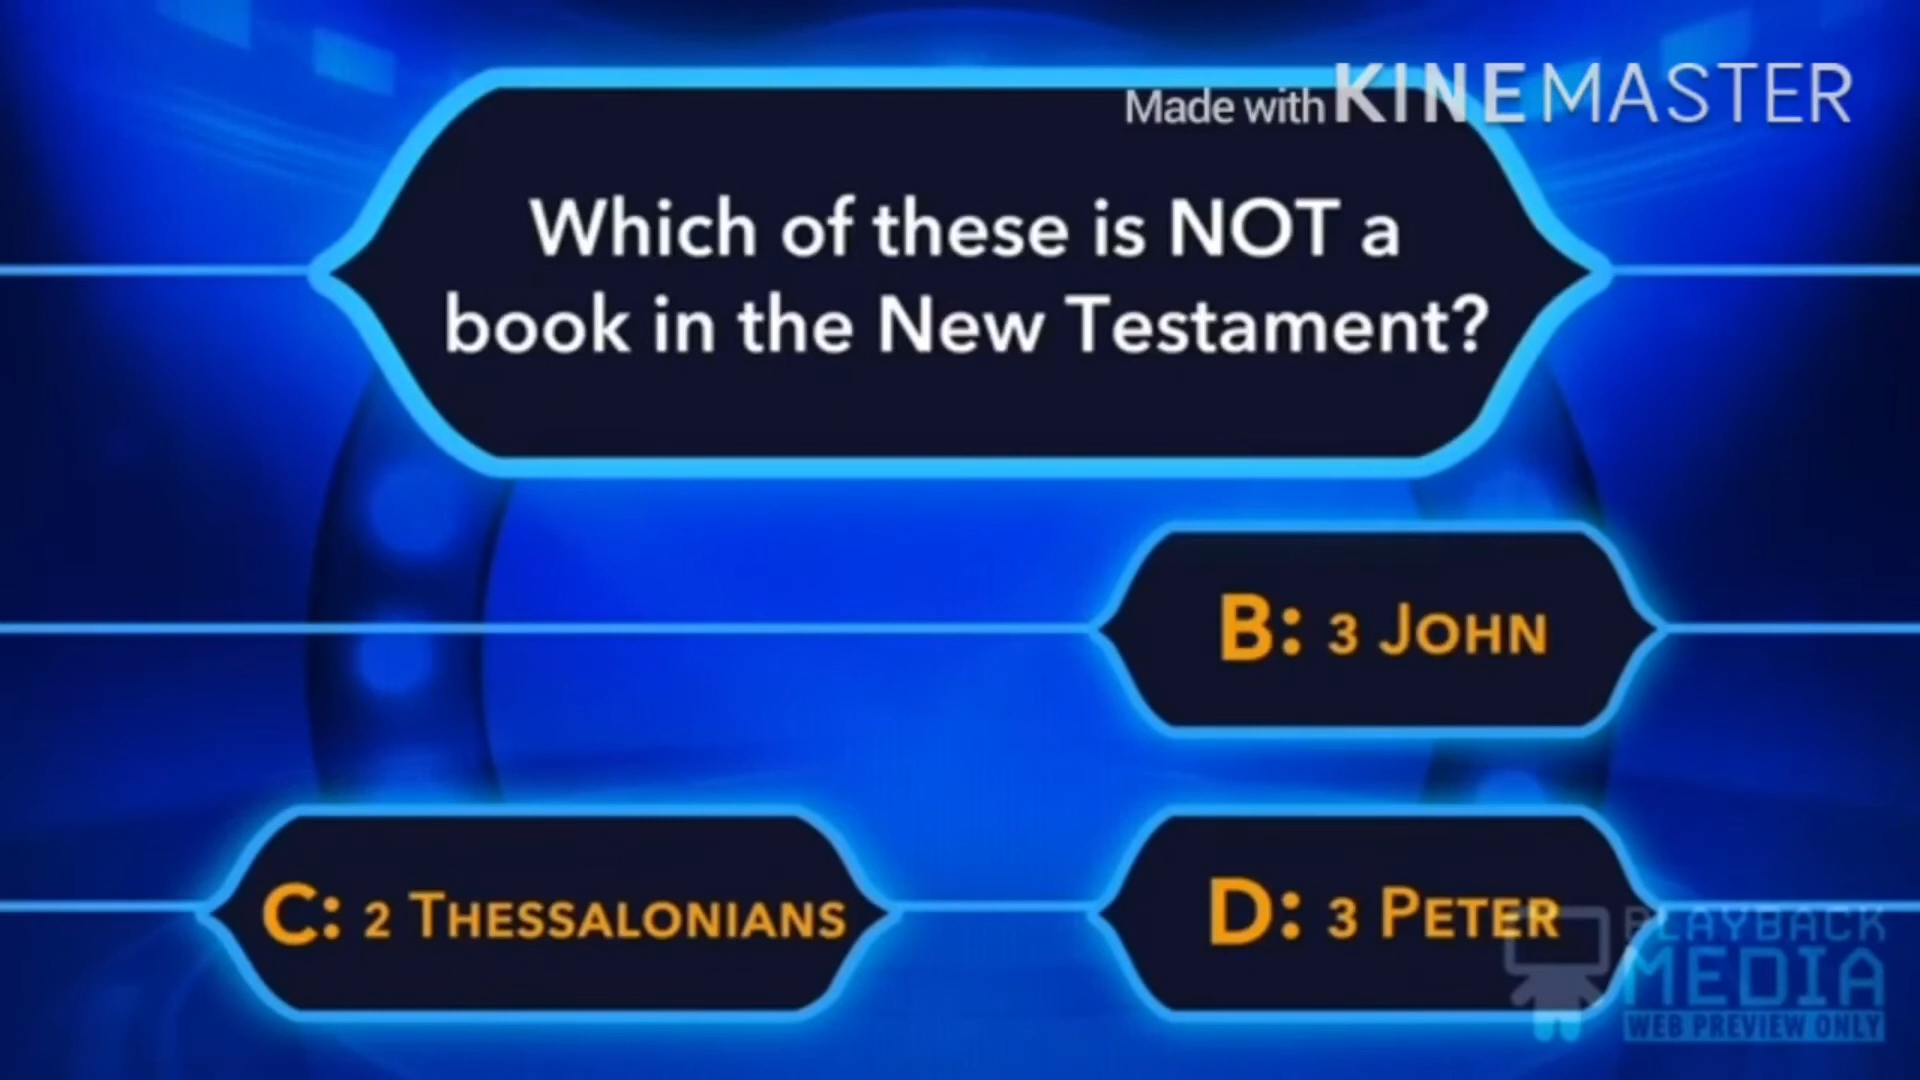 Made with KINEMASTER
Which of these is NOT a
book in the New Testament?
B: 3 JOHN
C: 2 THESSALONIANS
D: 3 PETER
PLAYBACK
MEDIA
WEB PREVIEW ONLY